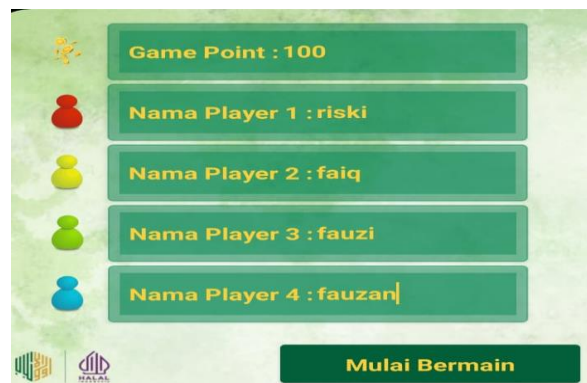 Game Point : 100
Nama Player 1 : riski
Nama Player 2 : faiq
Nama Player 3 : fauzi
Nama Player 4 : fauzan
HALAL
Mulai Bermain